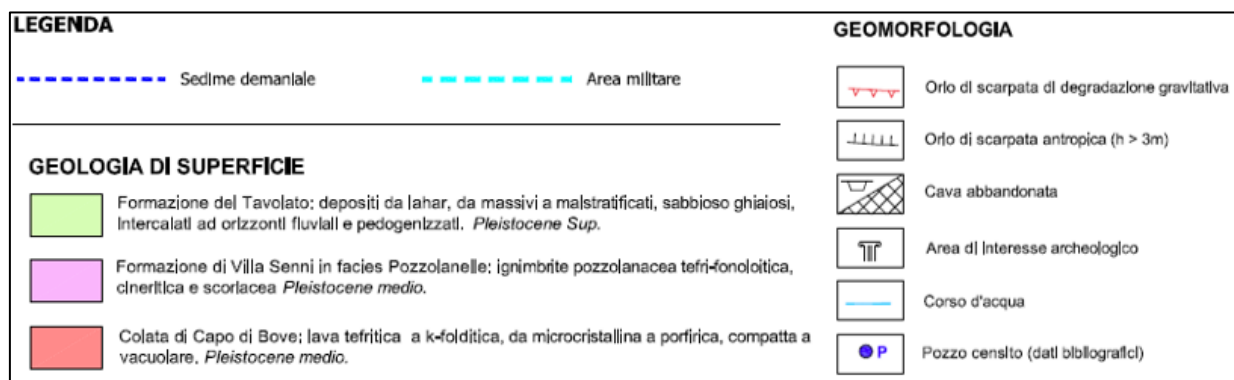 LEGENDA
Sedime demaniale
Area militare
GEOLOGIA DI SUPERFICIE
Formazione del Tavolato: depositi da lahar, da massivi a malstratificati, sabbioso ghiaiosi,
intercalati ad orizzonti fluviali e pedogenizzati. Pleistocene Sup.
Formazione di Villa Senni in facies Pozzolanelle: ignimbrite pozzolanacea tefri-fonoloitica,
cineritica e scoriacea Pleistocene medio.
Colata di Capo di Bove: lava tefritica a k-folditica, da microcristallina a porfirica, compatta a
vacuolare. Pleistocene medio.
GEOMORFOLOGIA
Orlo di scarpata di degradazione gravitativa
Orlo di scarpata antropica (h > 3m)
Cava abbandonata
Area di interesse archeologico
Corso d'acqua
P
Pozzo censito (dati bibliografici)